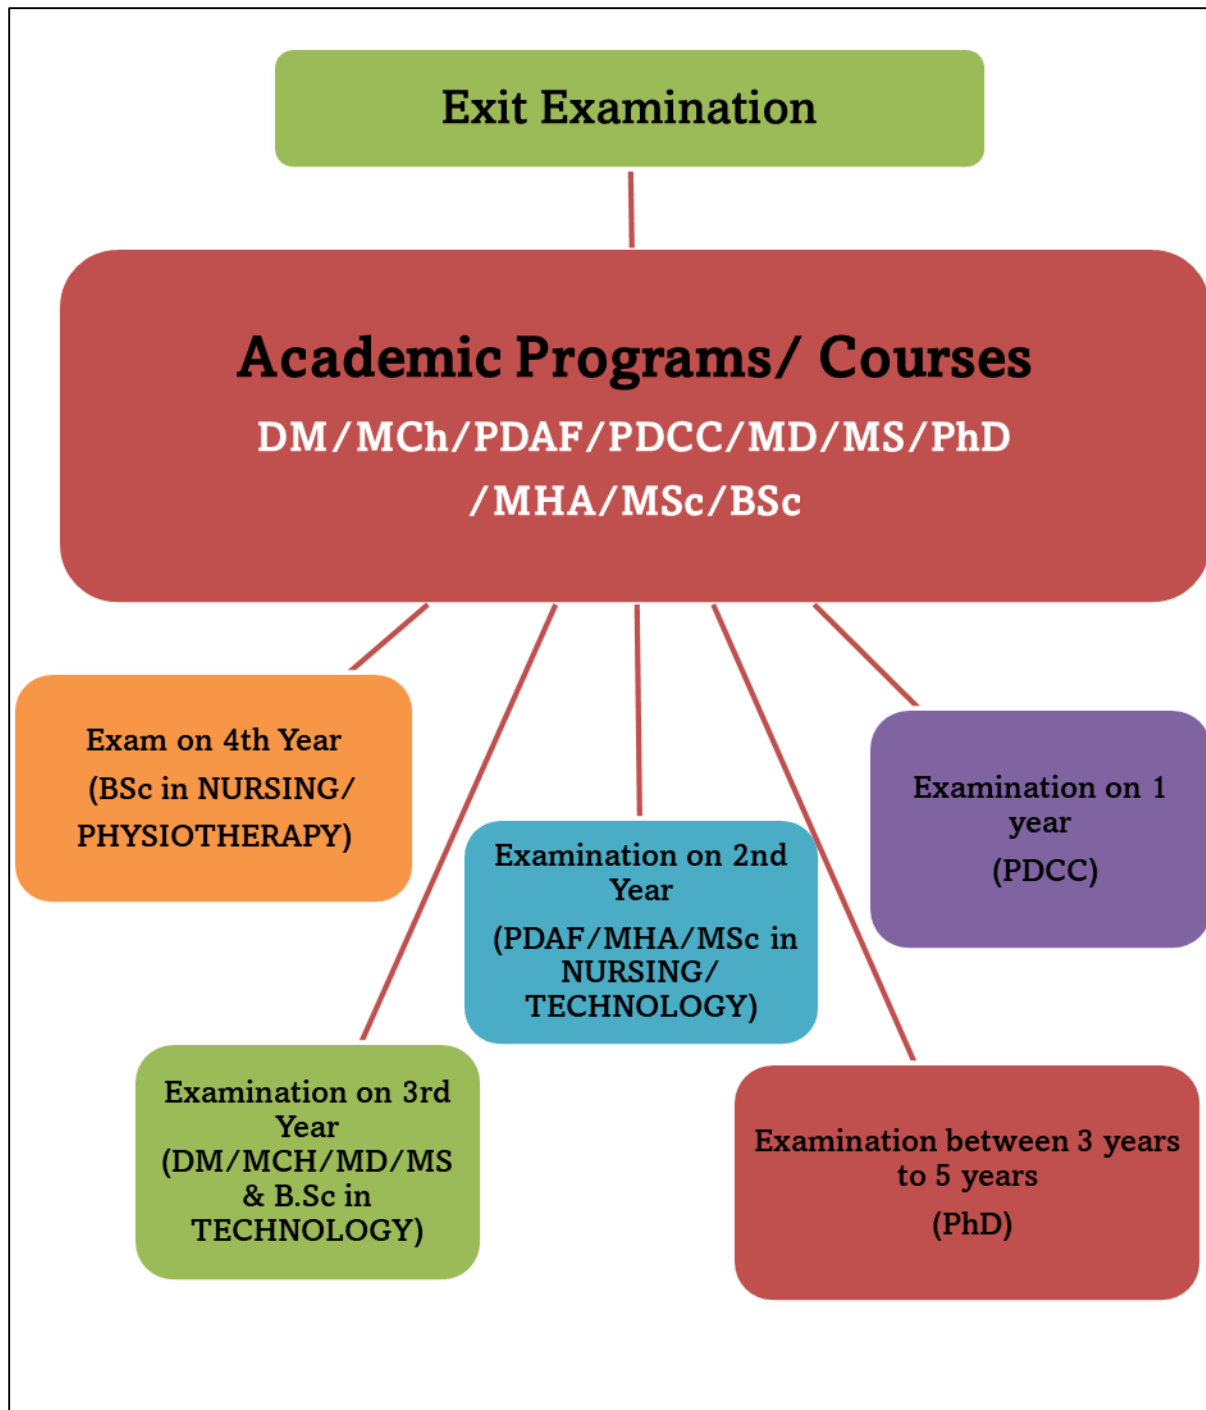 Exit Examination
Academic Programs/ Courses
DM/MCh/PDAF/PDCC/MD/MS/PhD
/MHA/MSc/BSc
Exam on 4th Year
(BSc in NURSING/
PHYSIOTHERAPY)
Examination on 1
year
(PDCC)
Examination on 2nd
Year
(PDAF/MHA/MSc in
NURSING/
TECHNOLOGY)
Examination on 3rd
Year
(DM/MCH/MD/MS
& B.Sc in
TECHNOLOGY)
Examination between 3 years
to 5 years
(PhD)